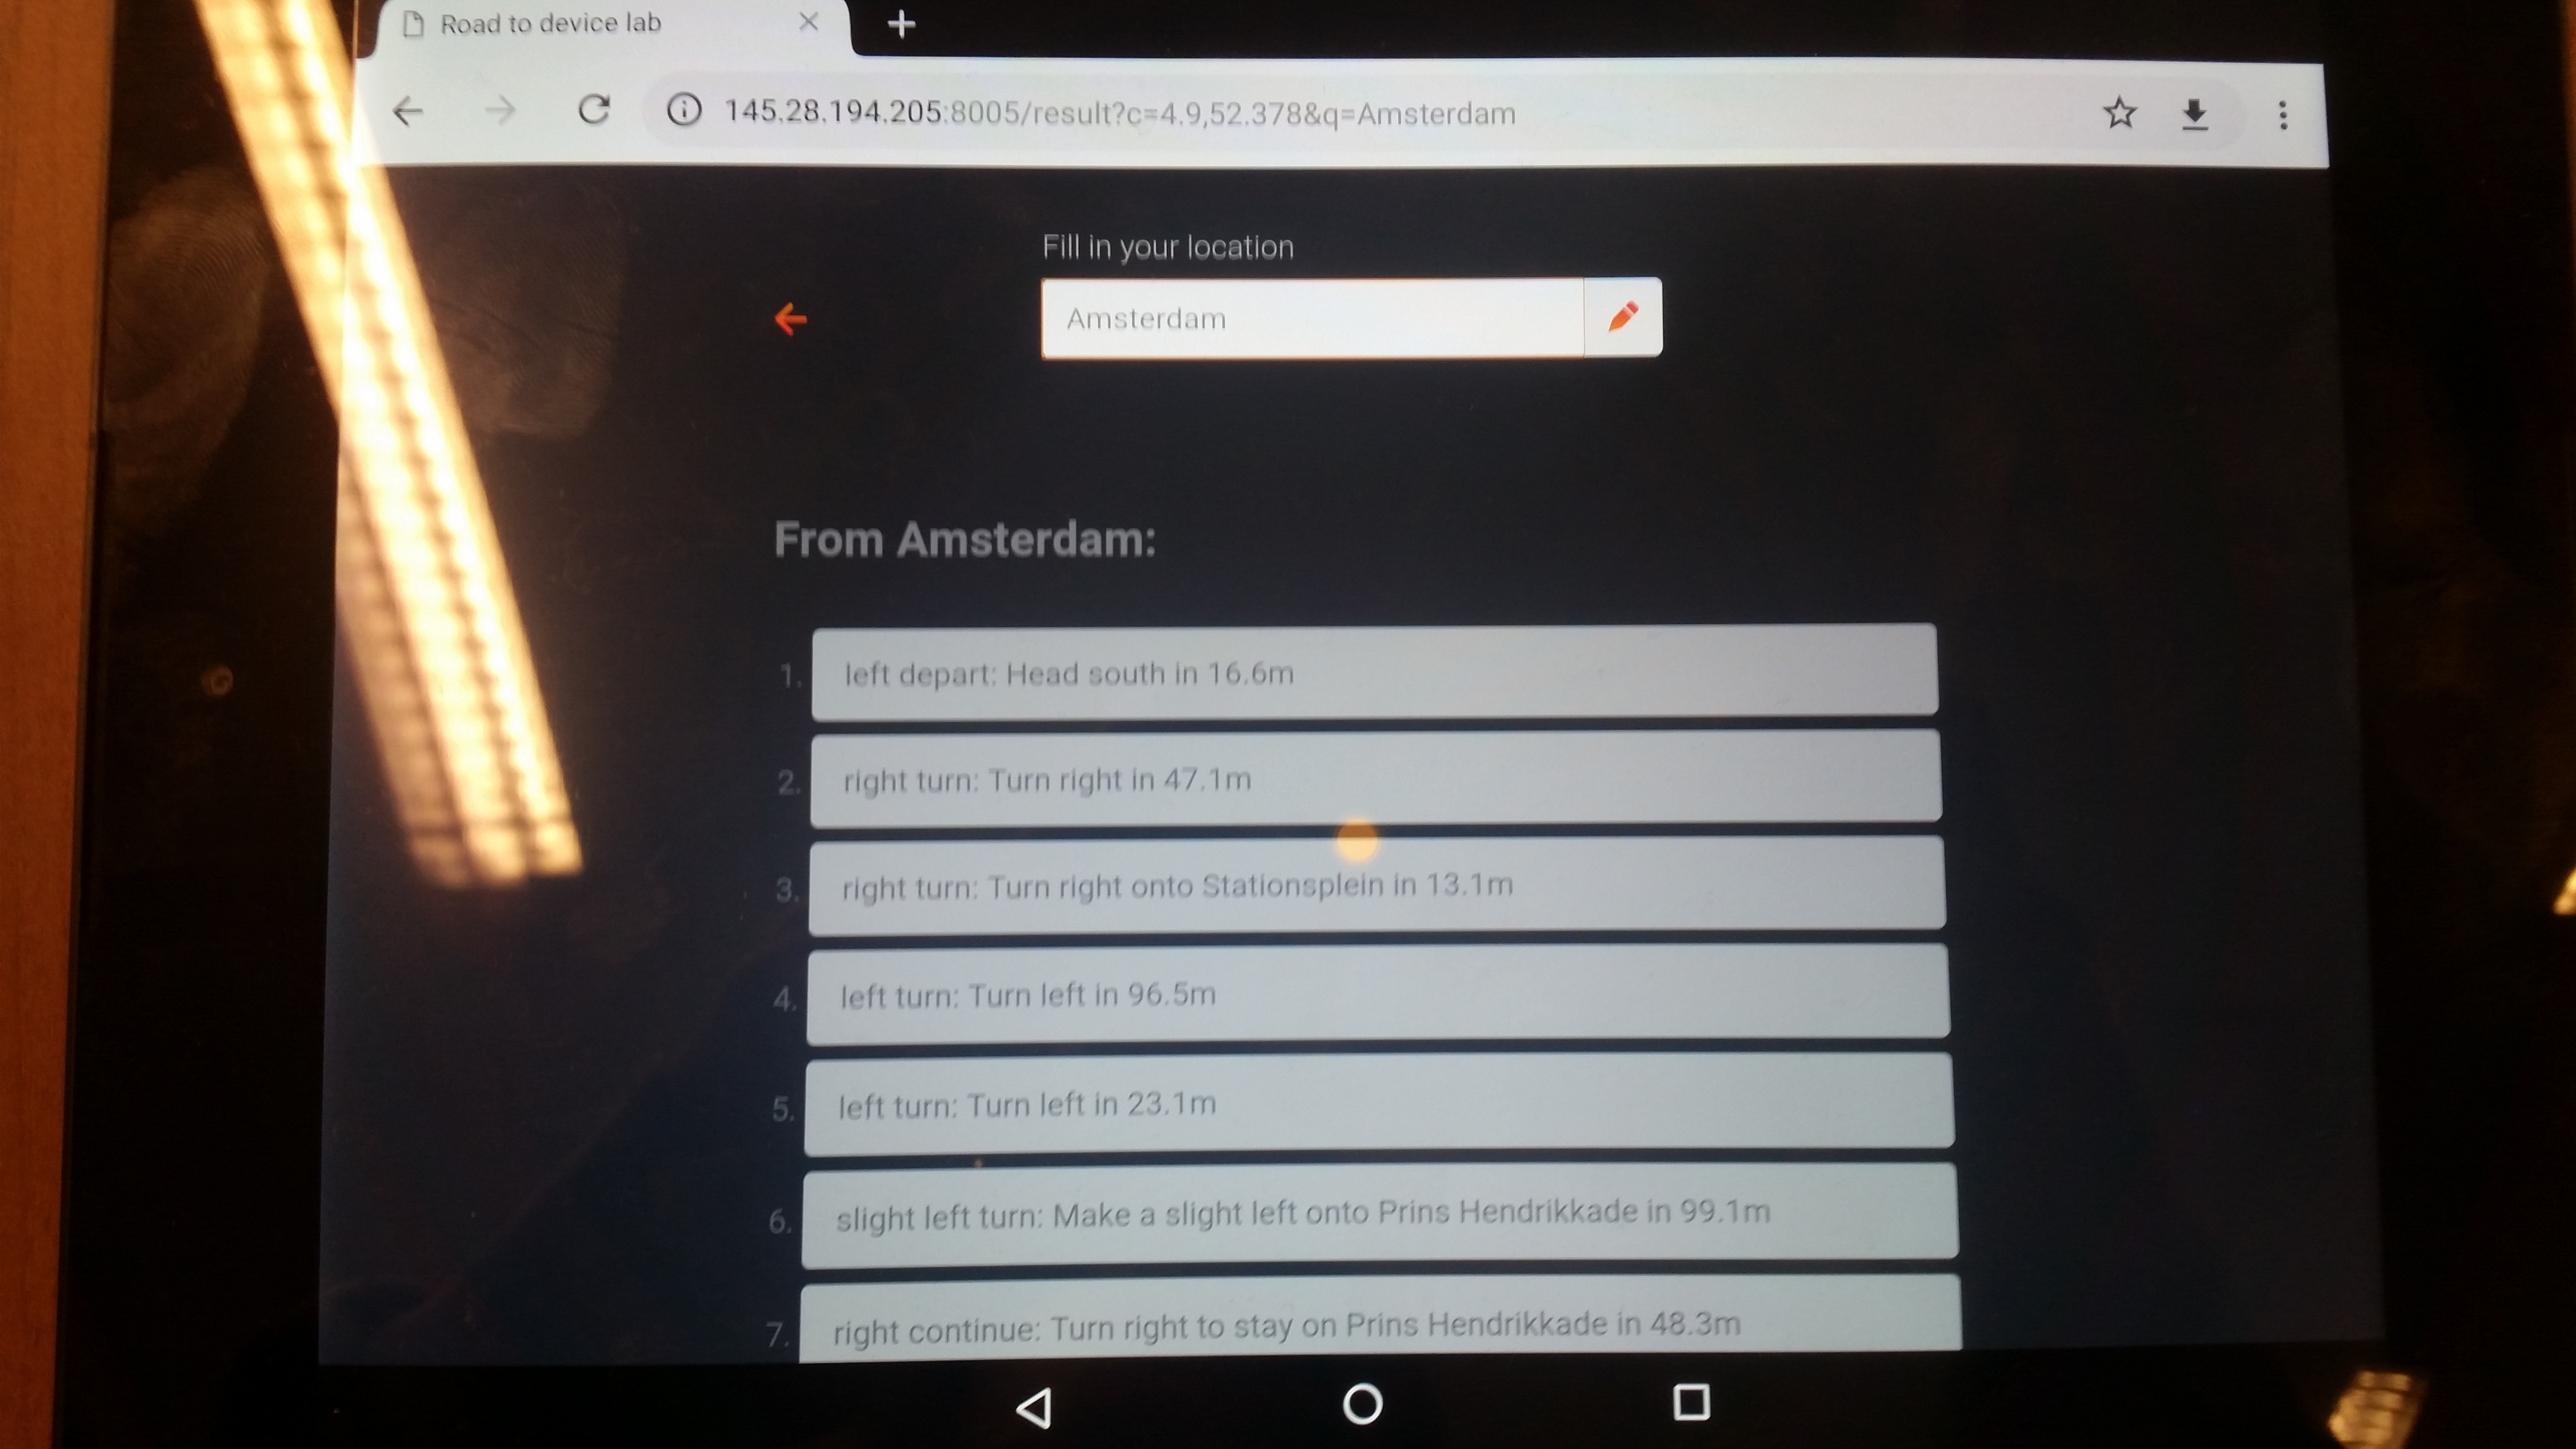 Road to device lab
145.28.194.205:8005/result?c=4.9,52.378&q=Amsterdam
Fill in your location
Amsterdam
From Amsterdam:
1. left depart: Head south in 16.6m
2. right turn: Turn right in 47.1m
3. right turn: Turn right onto Stationsplein in 13.1m
4. left turn: Turn left in 96.5m
5. left turn: Turn left in 23.1m
6. slight left turn: Make a slight left onto Prins Hendrikkade in 99.1m
7. right continue: Turn right to stay on Prins Hendrikkade in 48.3m